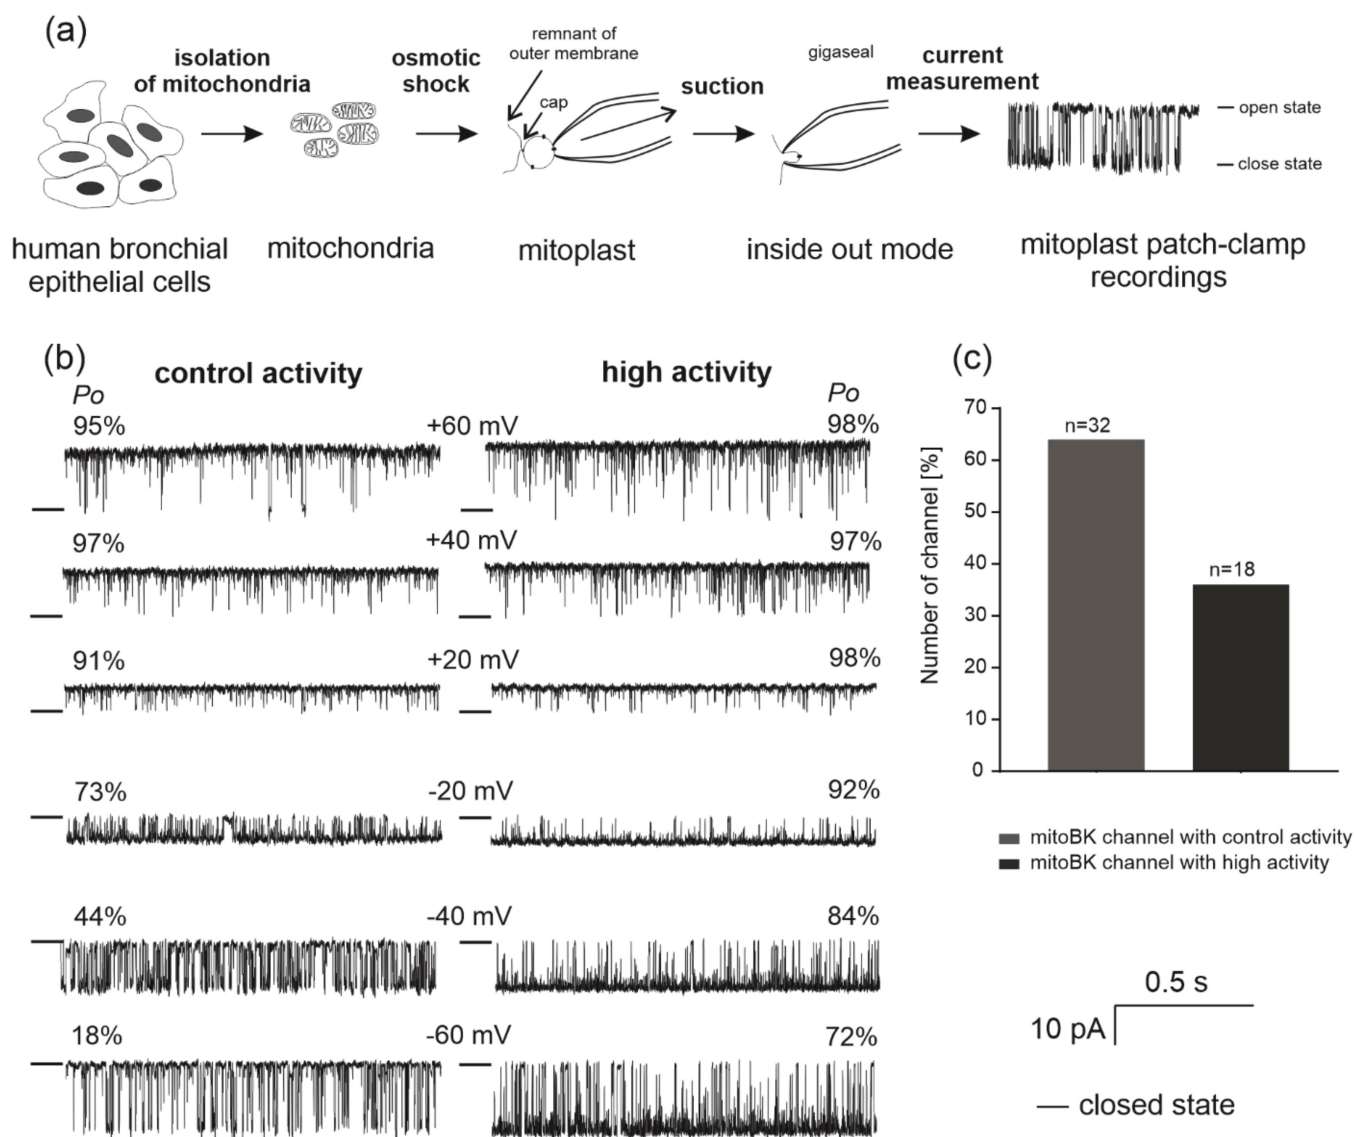 (a)
isolation
of mitochondria
osmotic
shock
remnant of
outer membrane
cap
suction
gigaseal
current
measurement
open state
close state
human bronchial
epithelial cells
mitochondria
mitoplast
inside out mode
mitoplast patch-clamp
recordings
(b)
control activity
high activity
Po
Po
95%
+60 mV
98%
97%
+40 mV
97%
91%
+20 mV
98%
73%
-20 mV
92%
44%
-40 mV
84%
18%
-60 mV
72%
(c)
Number of channel [%]
70
60
50
40
30
20
10
0
n=32
n=18
mitoBK channel with control activity
mitoBK channel with high activity
0.5 s
10 pA
closed state